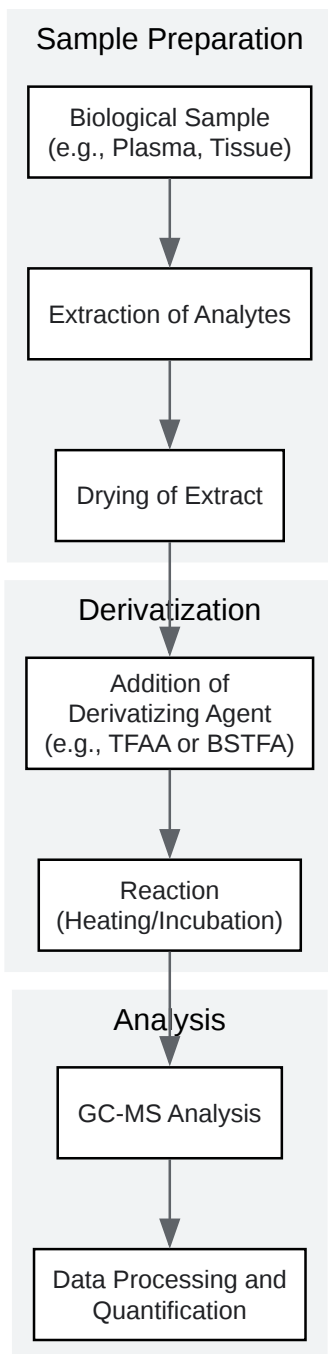 Sample Preparation
Biological Sample
(e.g., Plasma, Tissue)
Extraction of Analytes
Drying of Extract
Derivatization
Addition of
Derivatizing Agent
(e.g., TFAA or BSTFA)
Reaction
(Heating/Incubation)
Analysis
GC-MS Analysis
Data Processing and
Quantification